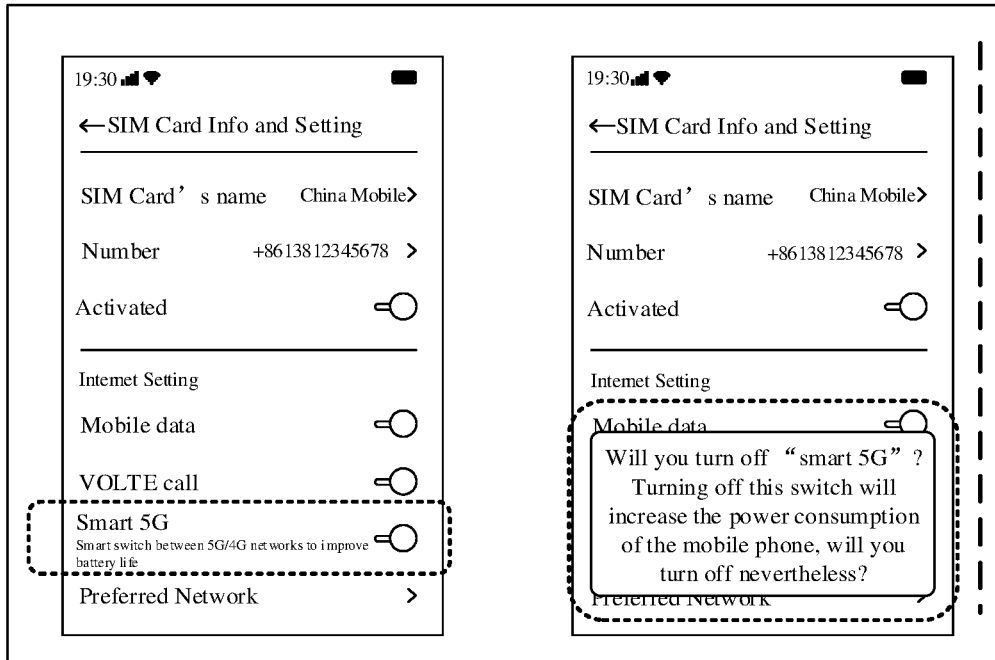 19:30
←SIM Card Info and Setting
SIM Card’s name China Mobile>
Number +8613812345678 >
Activated
Internet Setting
Mobile data
VOLTE call
Smart 5G
Smart switch between 5G/4G networks to improve
battery life
Preferred Network >
19:30
←SIM Card Info and Setting
SIM Card’s name China Mobile>
Number +8613812345678 >
Activated
Internet Setting
Mobile data
Will you turn off “smart 5G”?
Turning off this switch will
increase the power consumption
of the mobile phone, will you
turn off nevertheless?
Preferred Network >